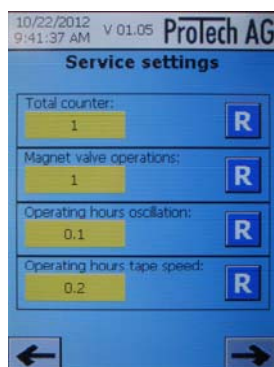 10/22/2012
9:41:37 AM V 01.05 ProTech AG
Service settings
Total counter:
1 R
Magnet valve operations:
1 R
Operating hours oscillation:
0.1 R
Operating hours tape speed:
0.2 R